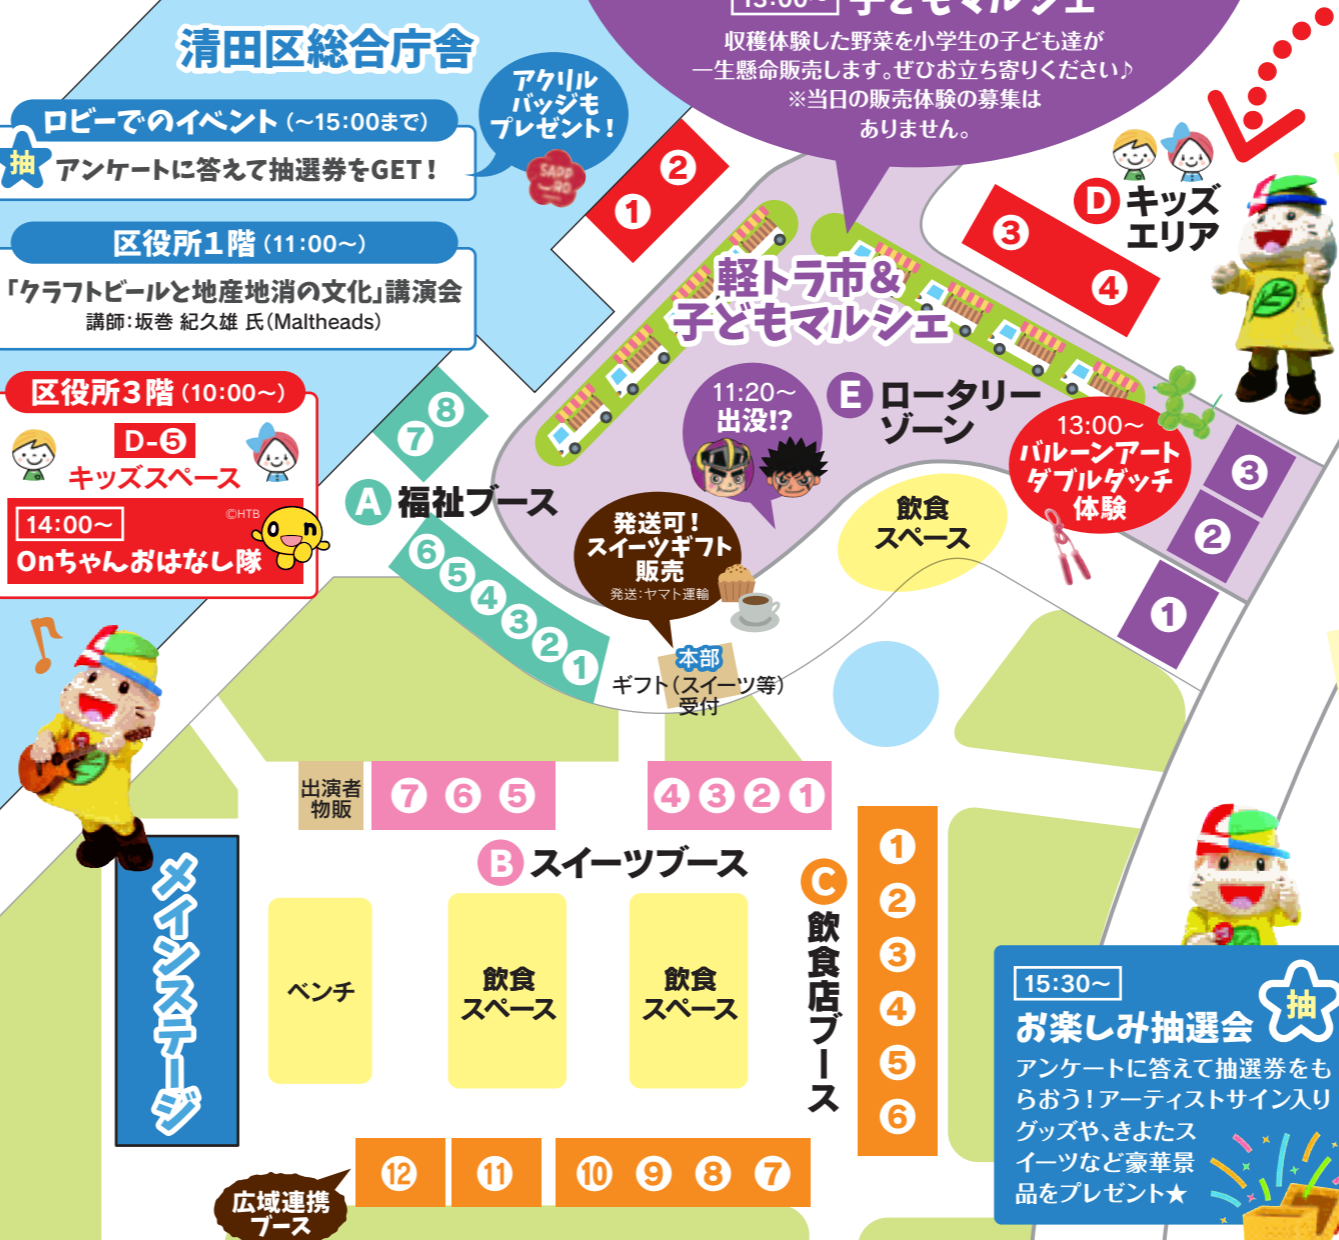 13:00～ 子どもマルシェ
収穫体験した野菜を小学生の子ども達が
一生懸命販売します。ぜひお立ち寄りください♪
※当日の販売体験の募集は
ありません。
清田区総合庁舎
アクリル
バッジも
プレゼント！
SAPP
RO
ロビーでのイベント（～15:00まで）
抽
アンケートに答えて抽選券をGET！
区役所1階（11:00～）
「クラフトビールと地産地消の文化」講演会
講師：坂巻 紀久雄 氏（Maltheads）
区役所3階（10:00～）
D-❺
キッズスペース
14:00～
©HTB
Onちゃんおはなし隊
on
①
②
D キッズ
エリア
③
④
軽トラ市＆
子どもマルシェ
11:20～
出没!?
E ロータリー
ゾーン
13:00～
バルーンアート
ダブルダッチ
体験
③
②
①
⑧
⑦
A 福祉ブース
⑥⑤④③②①
発送可！
スイーツギフト
販売
発送：ヤマト運輸
飲食
スペース
本部
ギフト（スイーツ等）
受付
出演者
物販
⑦ ⑥ ⑤
④ ③ ② ①
B スイーツブース
C 飲食店ブース
①
②
③
④
⑤
⑥
メインステージ
ベンチ
飲食
スペース
飲食
スペース
⑫ ⑪ ⑩ ⑨ ⑧ ⑦
広域連携
ブース
15:30～
お楽しみ抽選会
抽
アンケートに答えて抽選券をも
らおう！アーティストサイン入り
グッズや、きよたス
イーツなど豪華景
品をプレゼント★